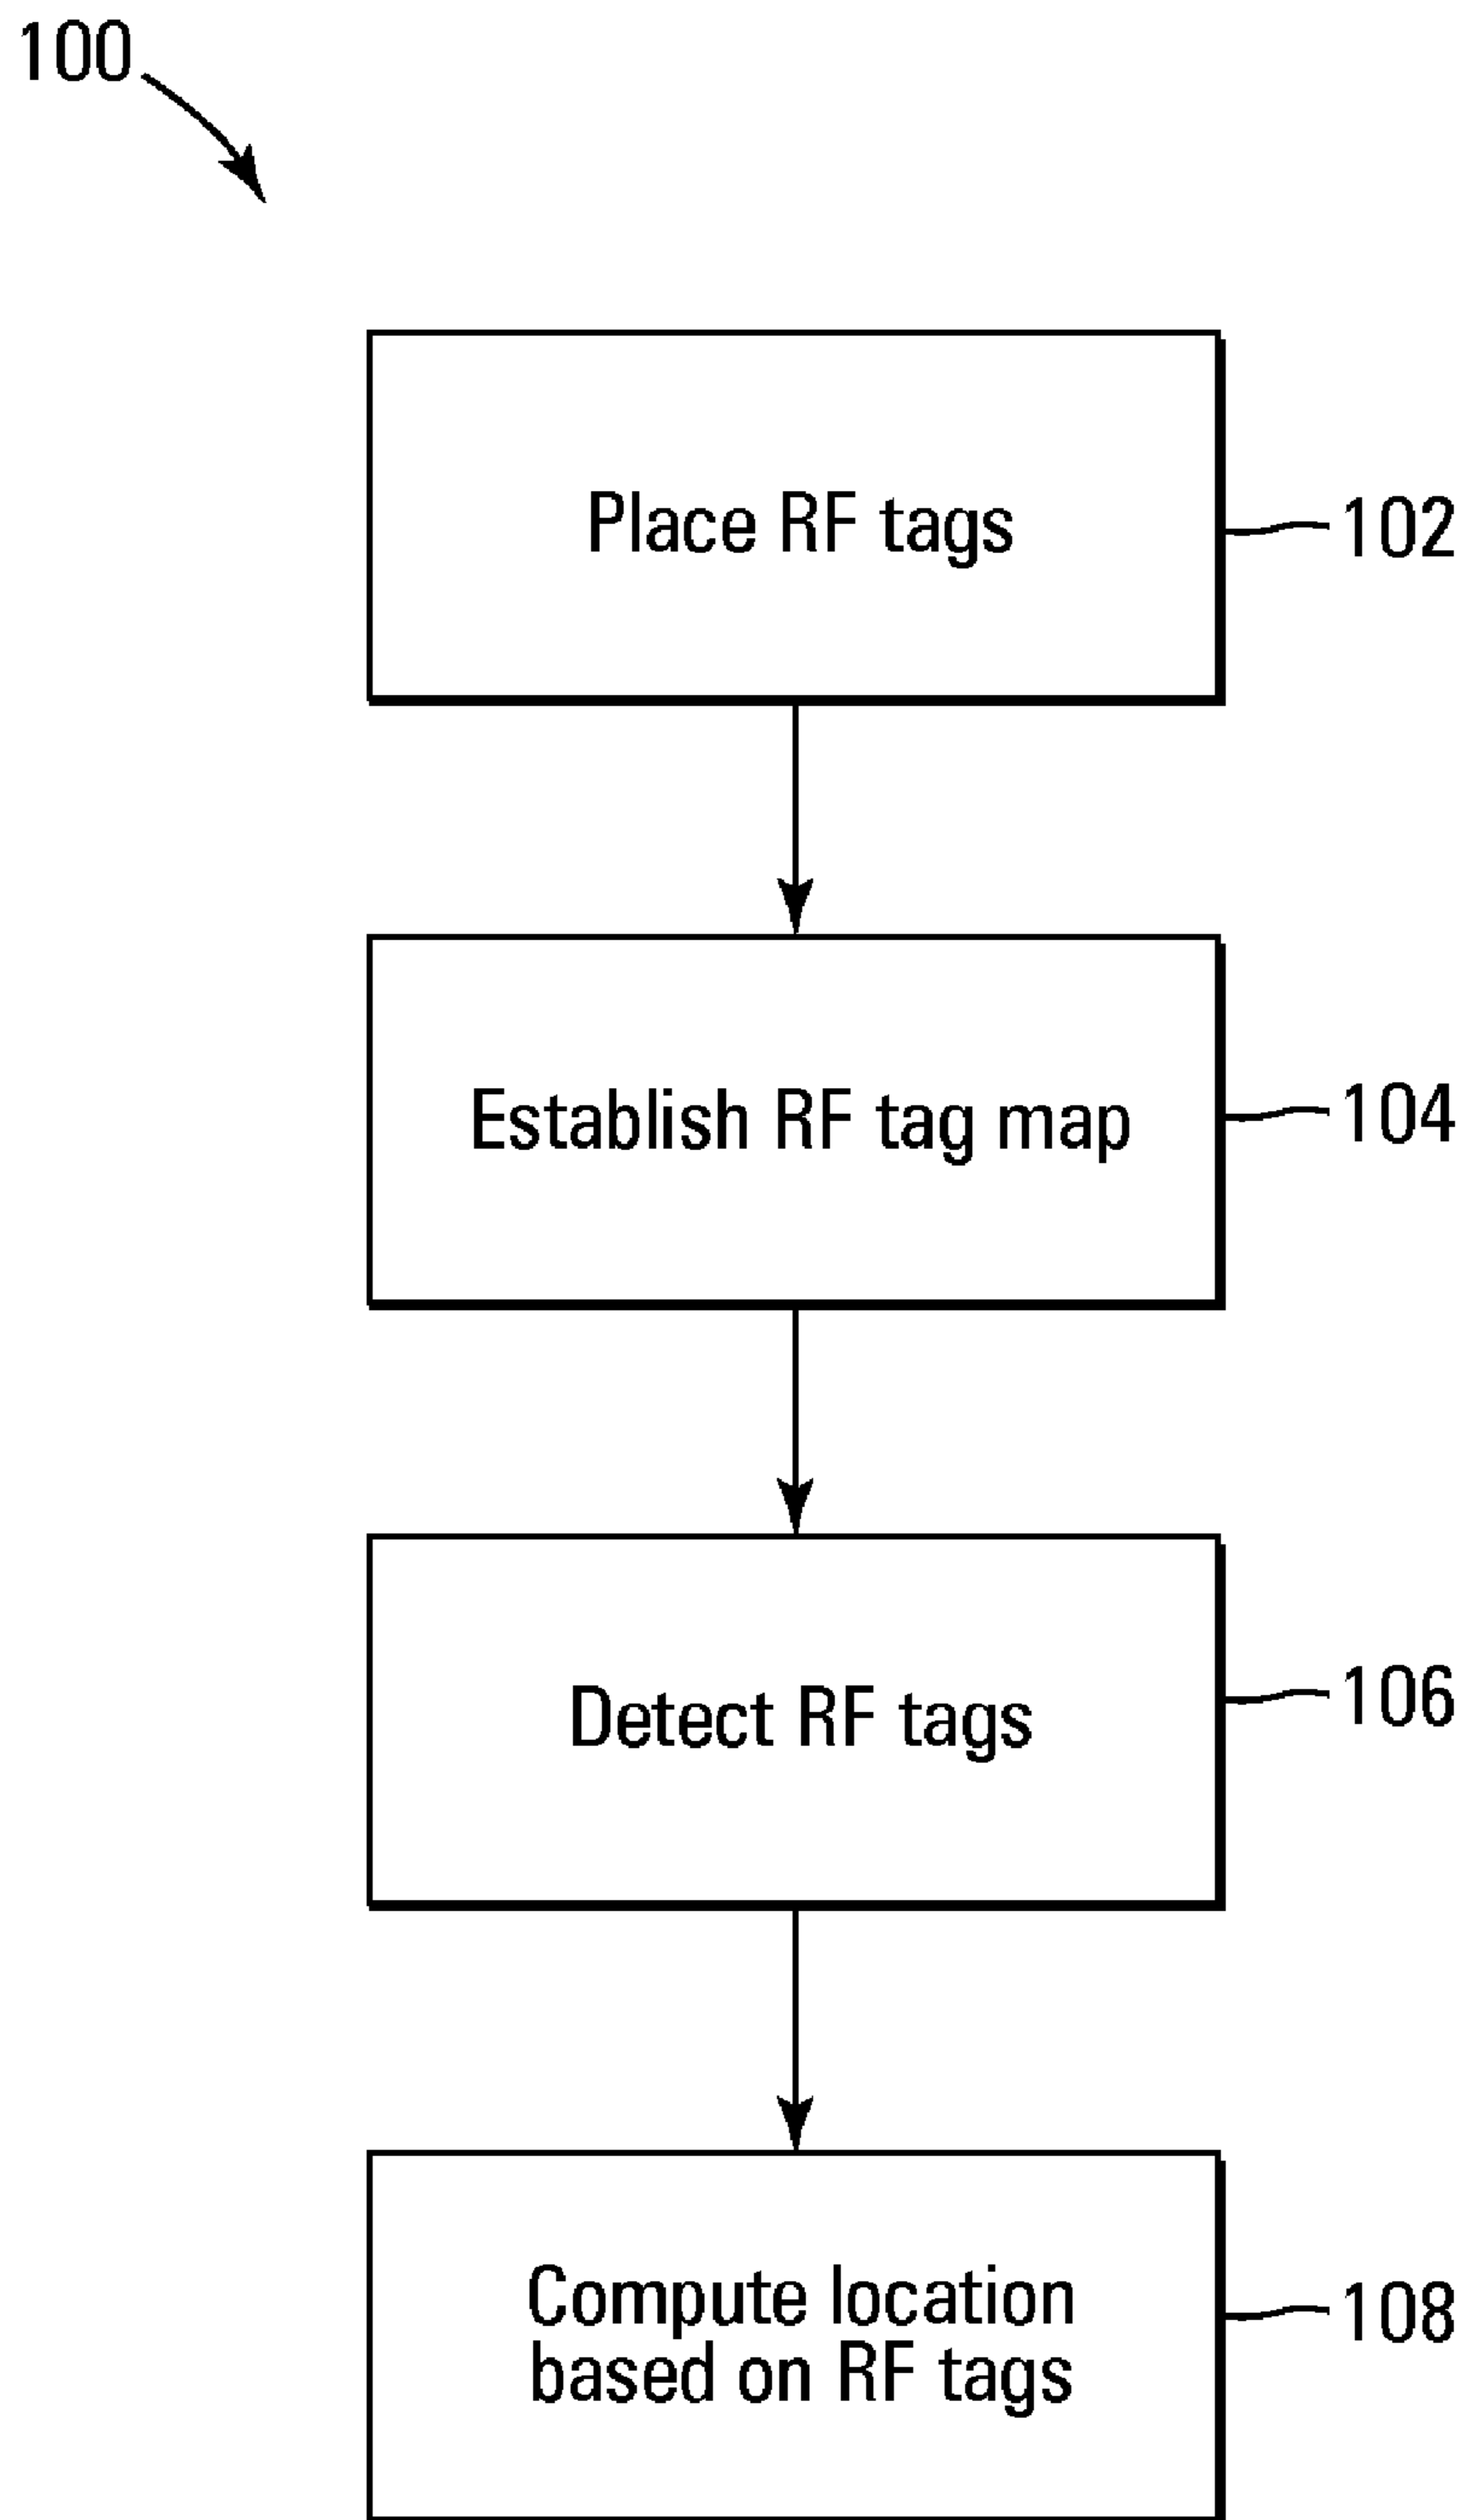 100
Place RF tags
102
Establish RF tag map
104
Detect RF tags
106
Compute location
based on RF tags
108